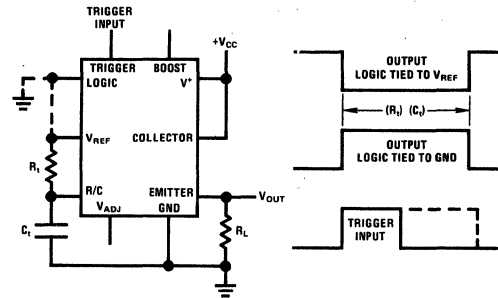 TRIGGER
INPUT
+VCC
TRIGGER
LOGIC
BOOST
V+
VREF
COLLECTOR
Rt
R/C
EMITTER
VOUT
VADJ
GND
Ct
RL
OUTPUT
LOGIC TIED TO VREF
(Rt) (Ct)
OUTPUT
LOGIC TIED TO GND
TRIGGER
INPUT